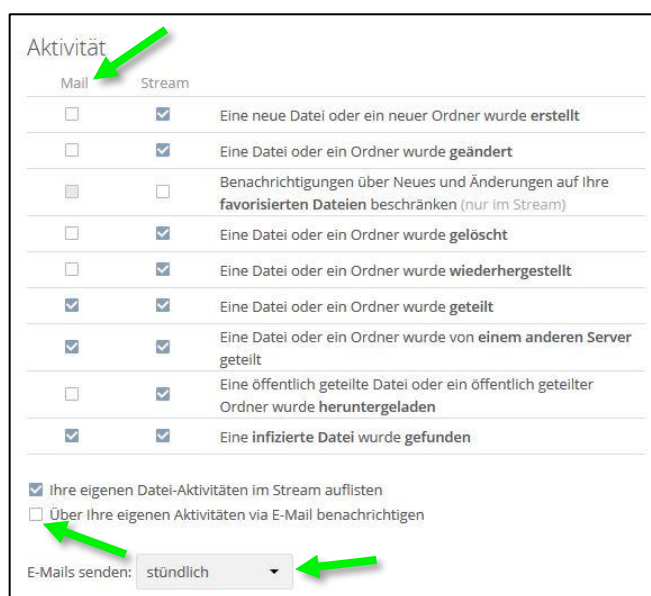 Aktivität
Mail Stream
Eine neue Datei oder ein neuer Ordner wurde erstellt
Eine Datei oder ein Ordner wurde geändert
Benachrichtigungen über Neues und Änderungen auf Ihre
favorisierten Dateien beschränken (nur im Stream)
Eine Datei oder ein Ordner wurde gelöscht
Eine Datei oder ein Ordner wurde wiederhergestellt
Eine Datei oder ein Ordner wurde geteilt
Eine Datei oder ein Ordner wurde von einem anderen Server
geteilt
Eine öffentlich geteilte Datei oder ein öffentlich geteilter
Ordner wurde heruntergeladen
Eine infizierte Datei wurde gefunden
Ihre eigenen Datei-Aktivitäten im Stream auflisten
Über Ihre eigenen Aktivitäten via E-Mail benachrichtigen
E-Mails senden: stündlich